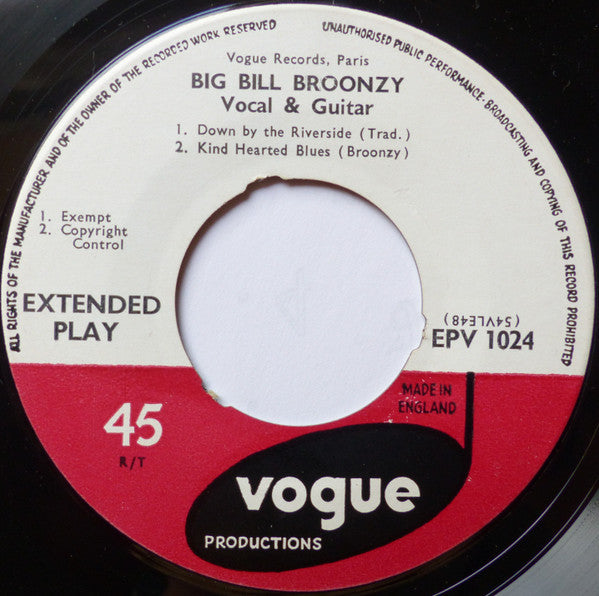 ALL RIGHTS OF THE MANUFACTURER AND OF THE OWNER OF THE RECORDED WORK RESERVED
UNAUTHORISED PUBLIC PERFORMANCE · BROADCASTING AND COPYING OF THIS RECORD PROHIBITED
Vogue Records, Paris
BIG BILL BROONZY
Vocal & Guitar
1. Down by the Riverside (Trad.)
2. Kind Hearted Blues (Broonzy)
1. Exempt
2. Copyright
Control
EXTENDED
PLAY
(54VLE48)
EPV 1024
45
R/T
MADE IN
ENGLAND
vogue
PRODUCTIONS